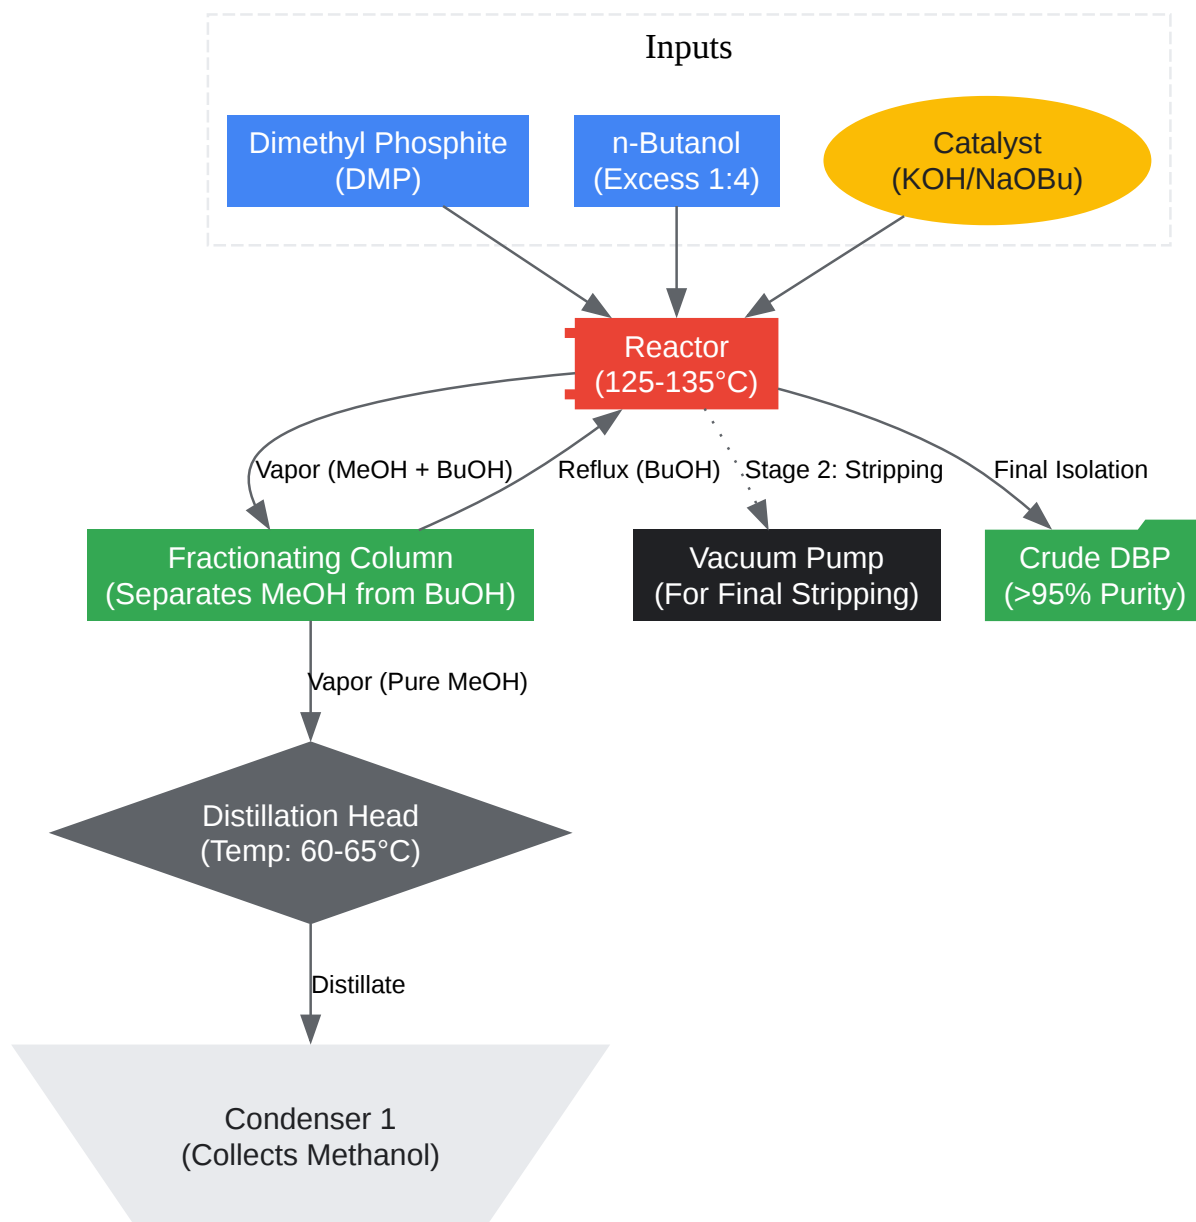 Inputs
Dimethyl Phosphite
(DMP)
n-Butanol
(Excess 1:4)
Catalyst
(KOH/NaOBu)
Reactor
(125-135°C)
Vapor (MeOH + BuOH)
Reflux (BuOH)
Stage 2: Stripping
Final Isolation
Fractionating Column
(Separates MeOH from BuOH)
Vacuum Pump
(For Final Stripping)
Crude DBP
(>95% Purity)
Vapor (Pure MeOH)
Distillation Head
(Temp: 60-65°C)
Distillate
Condenser 1
(Collects Methanol)